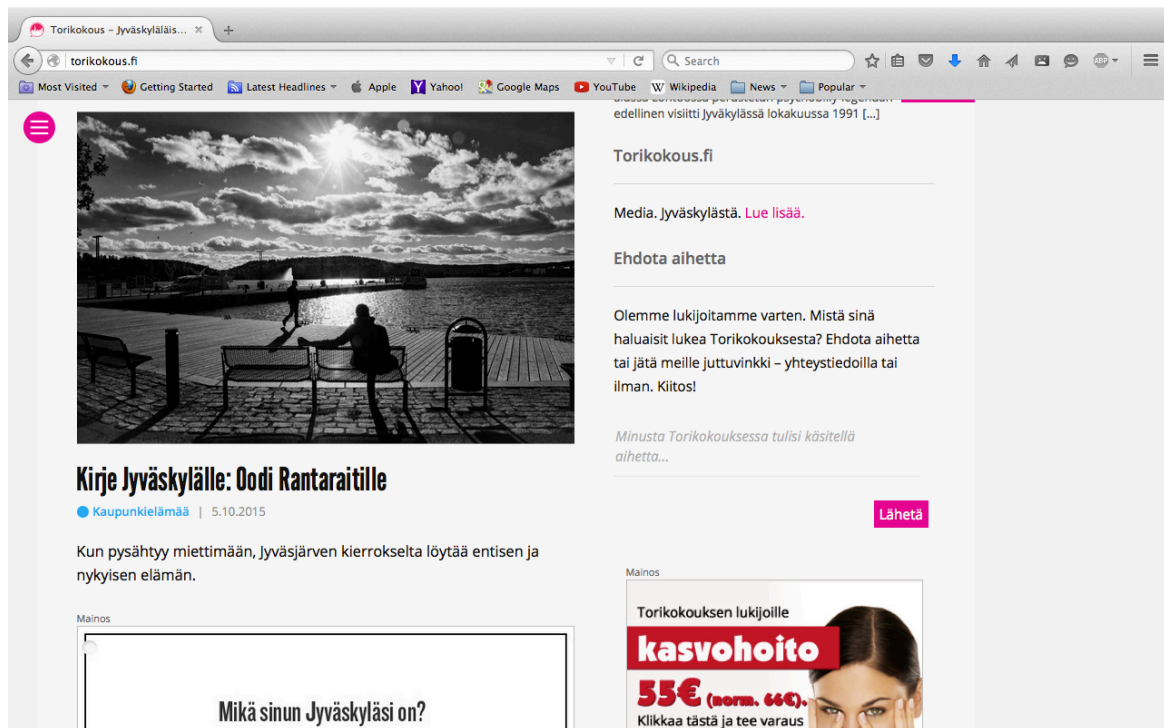 Torikokous – Jyväskyläläis...
torikokous.fi
Search
Most Visited
Getting Started
Latest Headlines
Apple
Yahoo!
Google Maps
YouTube
Wikipedia
News
Popular
ABP
Kirje Jyväskylälle: Oodi Rantaraitille
Kaupunkielämää | 5.10.2015
Kun pysähtyy miettimään, Jyväsjärven kierrokselta löytää entisen ja
nykyisen elämän.
Mainos
Mikä sinun Jyväskyläsi on?
edellinen visiitti Jyväkylässä lokakuussa 1991 [...]
Torikokous.fi
Media. Jyväskylästä. Lue lisää.
Ehdota aihetta
Olemme lukijoitamme varten. Mistä sinä
haluaisit lukea Torikokouksesta? Ehdota aihetta
tai jätä meille juttuvinkki – yhteystiedoilla tai
ilman. Kiitos!
Minusta Torikokouksessa tulisi käsitellä
aihetta...
Lähetä
Mainos
Torikokouksen lukijoille
kasvohoito
55€ (norm. 66€).
Klikkaa tästä ja tee varaus